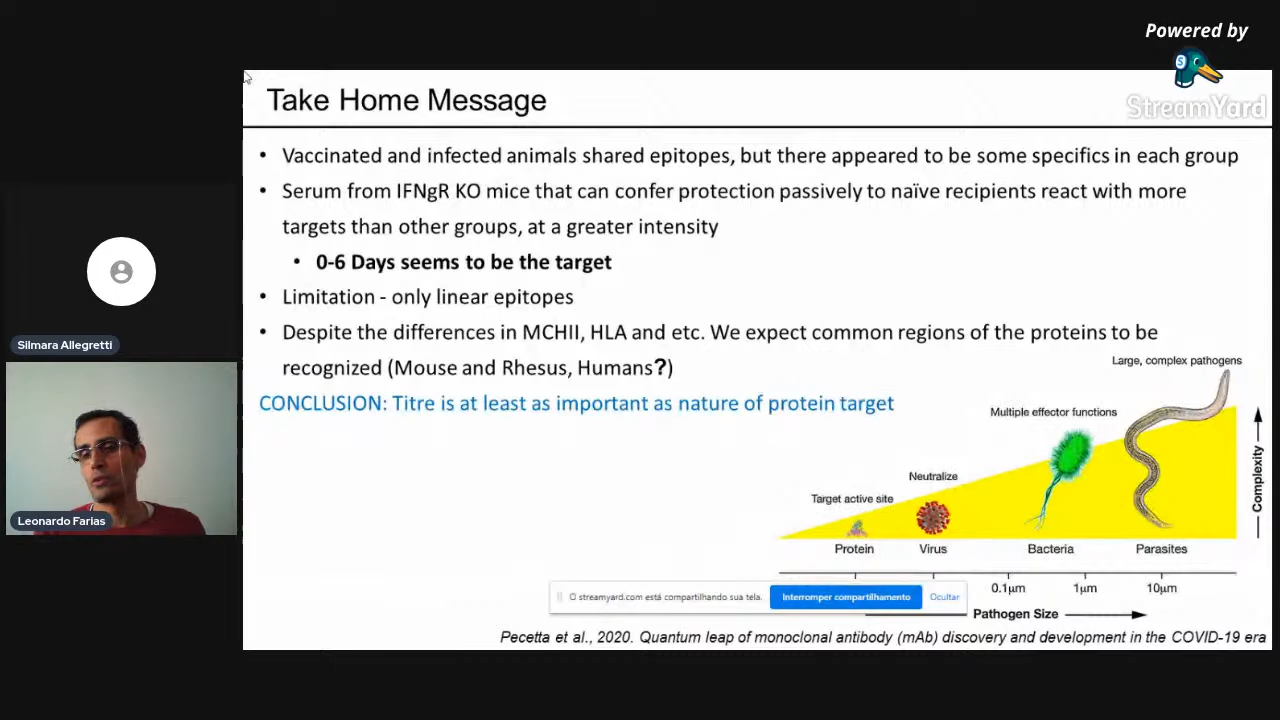 Powered by
StreamYard
Take Home Message
• Vaccinated and infected animals shared epitopes, but there appeared to be some specifics in each group
• Serum from IFNgR KO mice that can confer protection passively to naïve recipients react with more
targets than other groups, at a greater intensity
• 0-6 Days seems to be the target
• Limitation - only linear epitopes
• Despite the differences in MCHII, HLA and etc. We expect common regions of the proteins to be
recognized (Mouse and Rhesus, Humans?)
CONCLUSION: Titre is at least as important as nature of protein target
Large, complex pathogens
Multiple effector functions
Neutralize
Target active site
Complexity
Protein Virus Bacteria Parasites
0.1µm 1µm 10µm
Pathogen Size
O streamyard.com está compartilhando sua tela. Interromper compartilhamento Ocultar
Pecetta et al., 2020. Quantum leap of monoclonal antibody (mAb) discovery and development in the COVID-19 era
Silmara Allegretti
Leonardo Farias